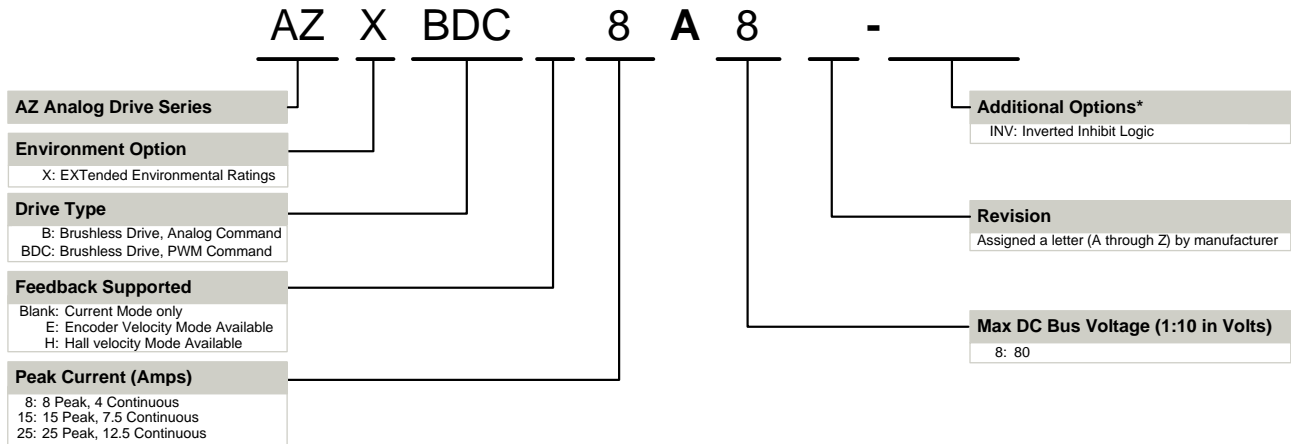 AZ X BDC 8 A 8 -
AZ Analog Drive Series
Environment Option
X: EXTended Environmental Ratings
Drive Type
B: Brushless Drive, Analog Command
BDC: Brushless Drive, PWM Command
Feedback Supported
Blank: Current Mode only
E: Encoder Velocity Mode Available
H: Hall velocity Mode Available
Peak Current (Amps)
8: 8 Peak, 4 Continuous
15: 15 Peak, 7.5 Continuous
25: 25 Peak, 12.5 Continuous
Additional Options*
INV: Inverted Inhibit Logic
Revision
Assigned a letter (A through Z) by manufacturer
Max DC Bus Voltage (1:10 in Volts)
8: 80